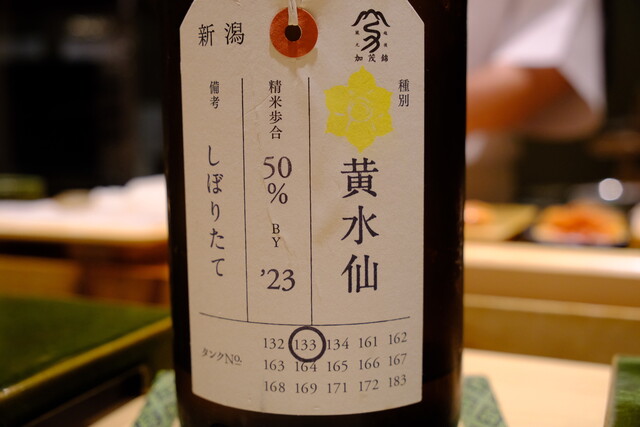 新潟
加茂錦
種別
黄水仙
精米歩合
50
%
BY
'23
備考
しぼりたて
タンクNo.
132 133 134 161 162
163 164 165 166 167
168 169 171 172 183